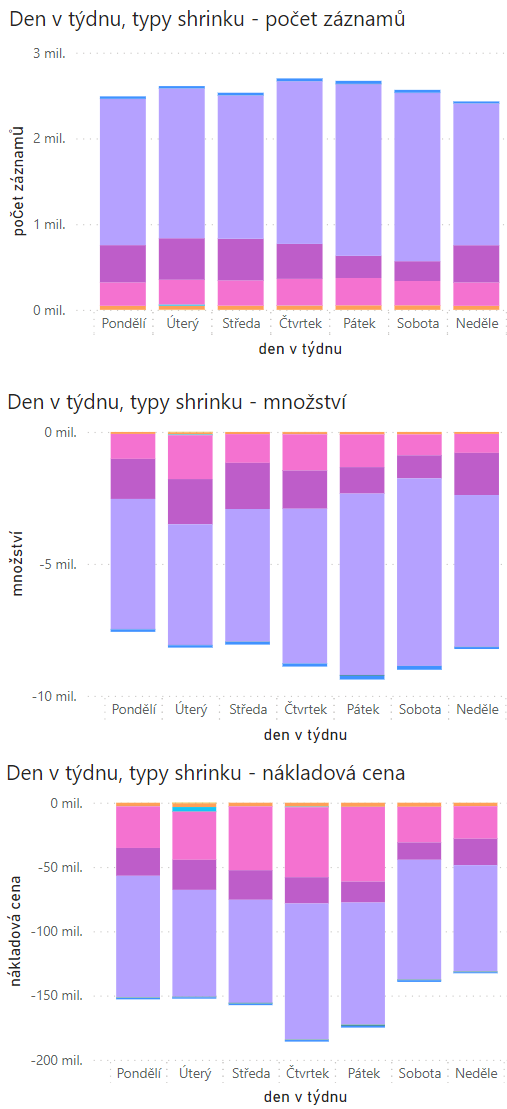 Den v týdnu, typy shrinku - počet záznamů
3 mil.
2 mil.
1 mil.
0 mil.
počet záznamů
Pondělí Úterý Středa Čtvrtek Pátek Sobota Neděle
den v týdnu
Den v týdnu, typy shrinku - množství
0 mil.
-5 mil.
-10 mil.
množství
Pondělí Úterý Středa Čtvrtek Pátek Sobota Neděle
den v týdnu
Den v týdnu, typy shrinku - nákladová cena
0 mil.
-50 mil.
-100 mil.
-150 mil.
-200 mil.
nákladová cena
Pondělí Úterý Středa Čtvrtek Pátek Sobota Neděle
den v týdnu